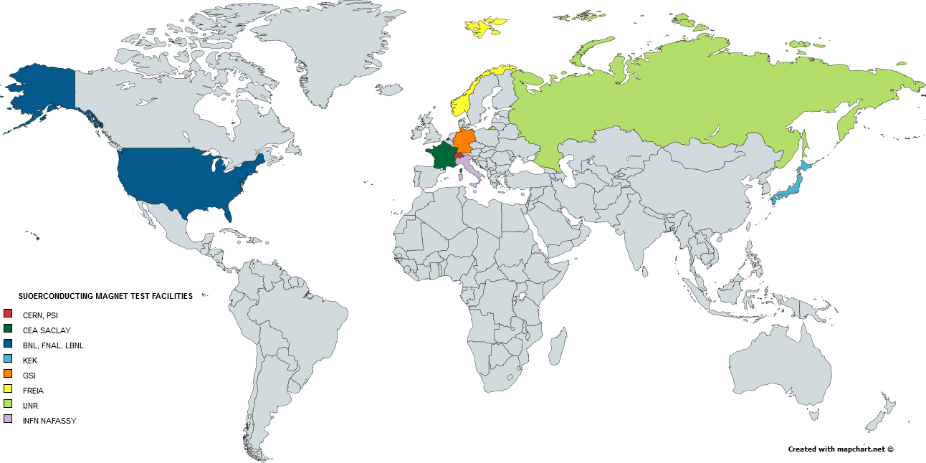 SUOERCONDUCTING MAGNET TEST FACILITIES
CERN, PSI
CEA SACLAY
BNL, FNAL, LBNL
KEK
GSI
FREIA
IJNR
INFN NAFASSY
Created with mapchart.net ©